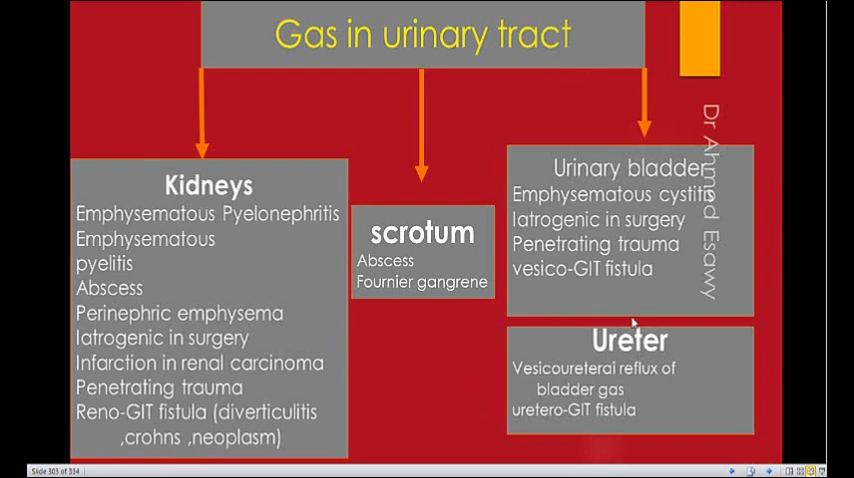 Gas in urinary tract
Kidneys
Emphysematous Pyelonephritis
Emphysematous
pyelitis
Abscess
Perinephric emphysema
Iatrogenic in surgery
Infarction in renal carcinoma
Penetrating trauma
Reno-GIT fistula (diverticulitis
,crohns ,neoplasm)
scrotum
Abscess
Fournier gangrene
Urinary bladder
Emphysematous cystitis
Iatrogenic in surgery
Penetrating trauma
vesico-GIT fistula
Ureter
Vesicoureteral reflux of
bladder gas
uretero-GIT fistula
Dr Ahmed Esawy
Slide 303 of 334